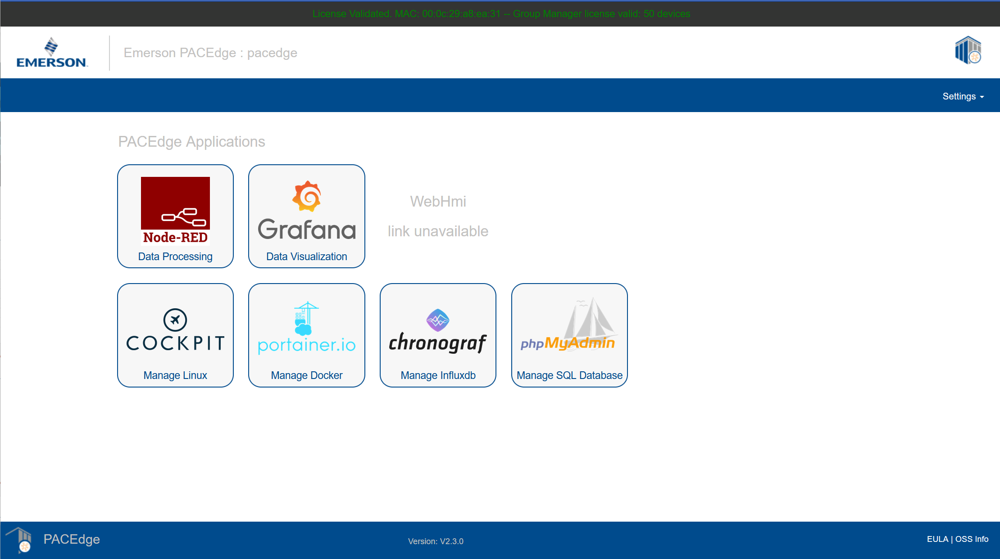 License Validated. MAC: 00:0c:29:a8:ea:31 -- Group Manager license valid: 50 devices
EMERSON
Emerson PACEdge : pacedge
Settings
PACEdge Applications
Node-RED
Data Processing
Grafana
Data Visualization
WebHmi
link unavailable
COCKPIT
Manage Linux
portainer.io
Manage Docker
chronograf
Manage Influxdb
phpMyAdmin
Manage SQL Database
PACEdge
Version: V2.3.0
EULA | OSS Info